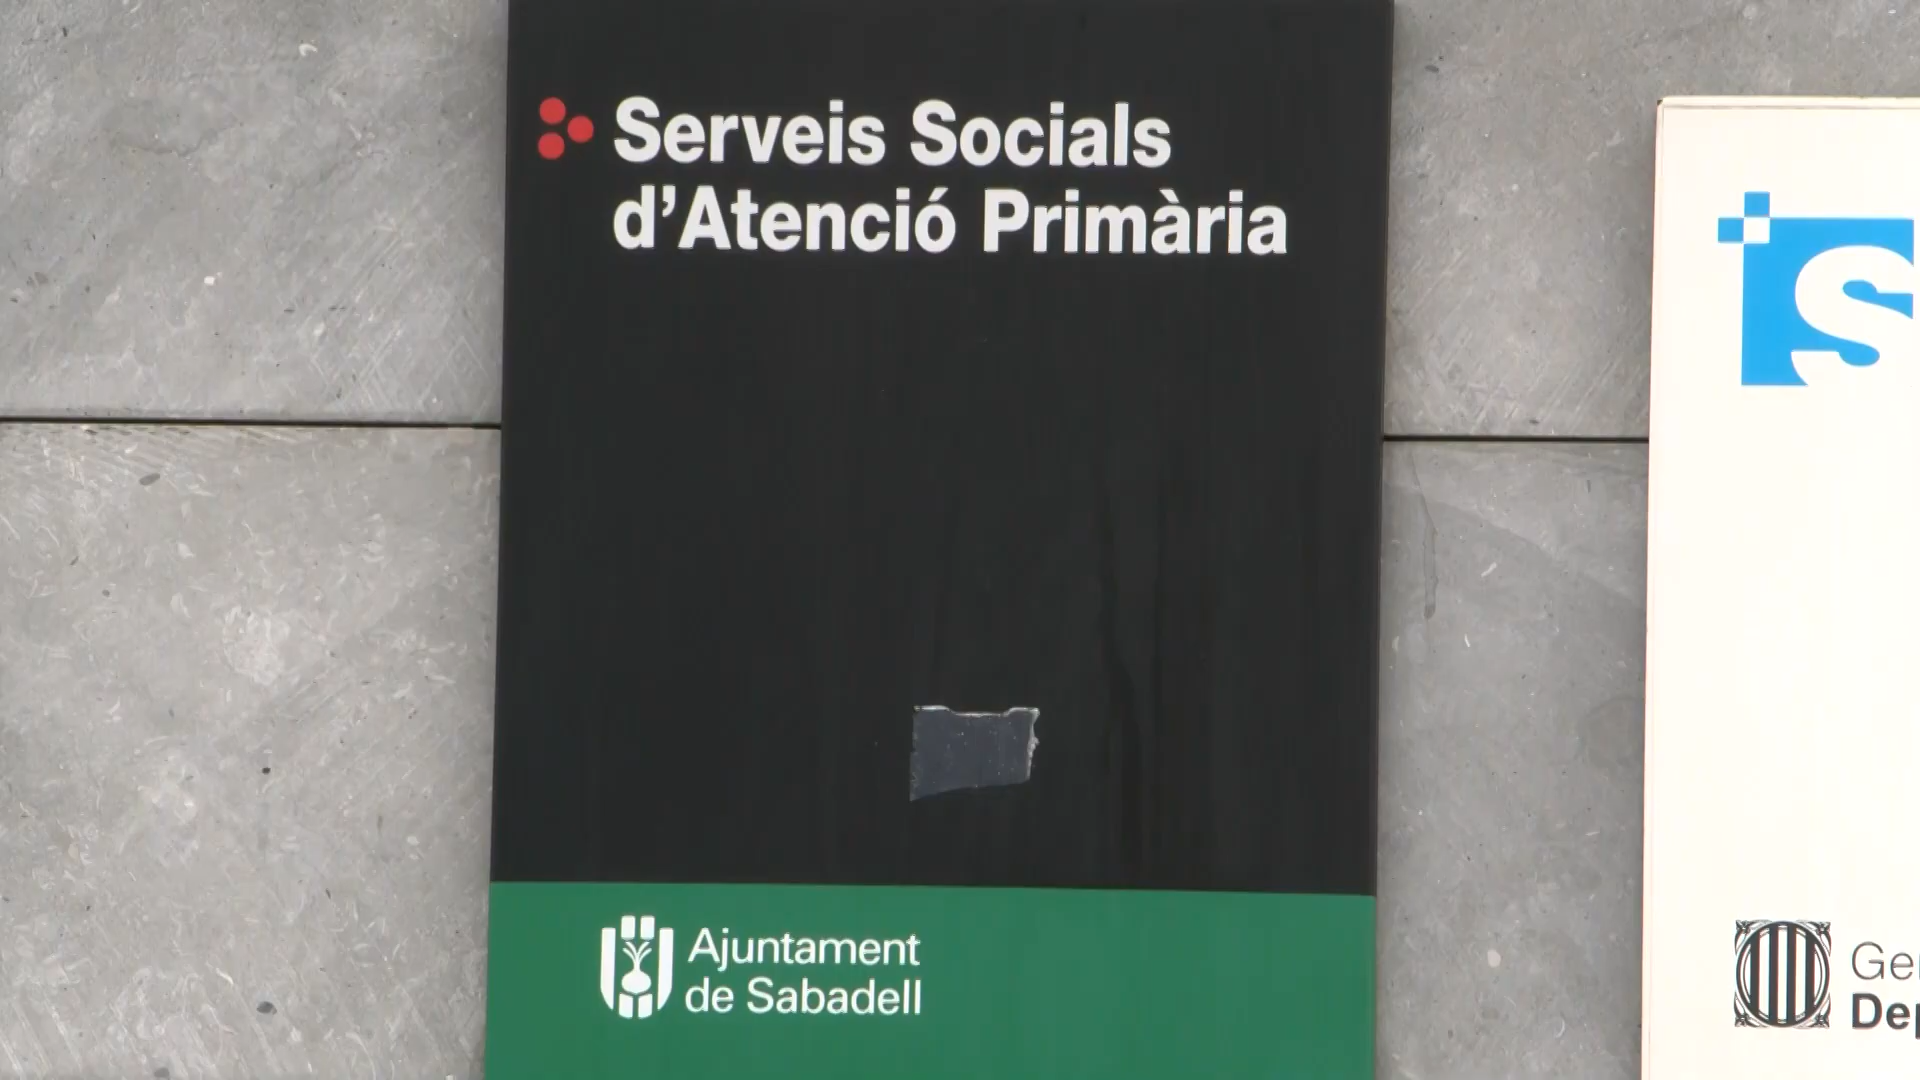 Serveis Socials
d’Atenció Primària
Ajuntament
de Sabadell